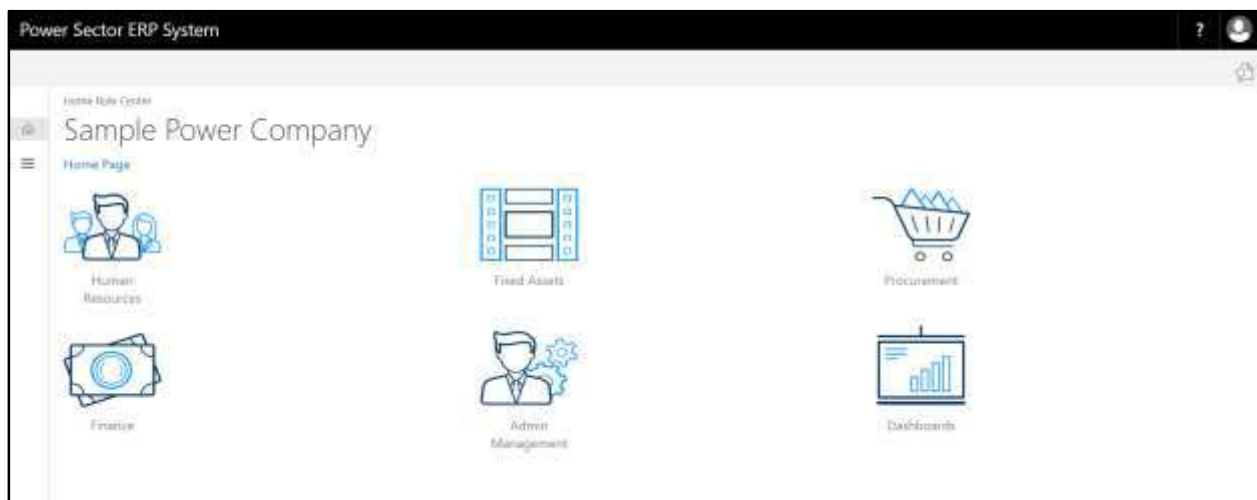 Power Sector ERP System
?
Home Role Center
Sample Power Company
Home Page
Human
Resources
Fixed Assets
Procurement
Finance
Admin
Management
Dashboards